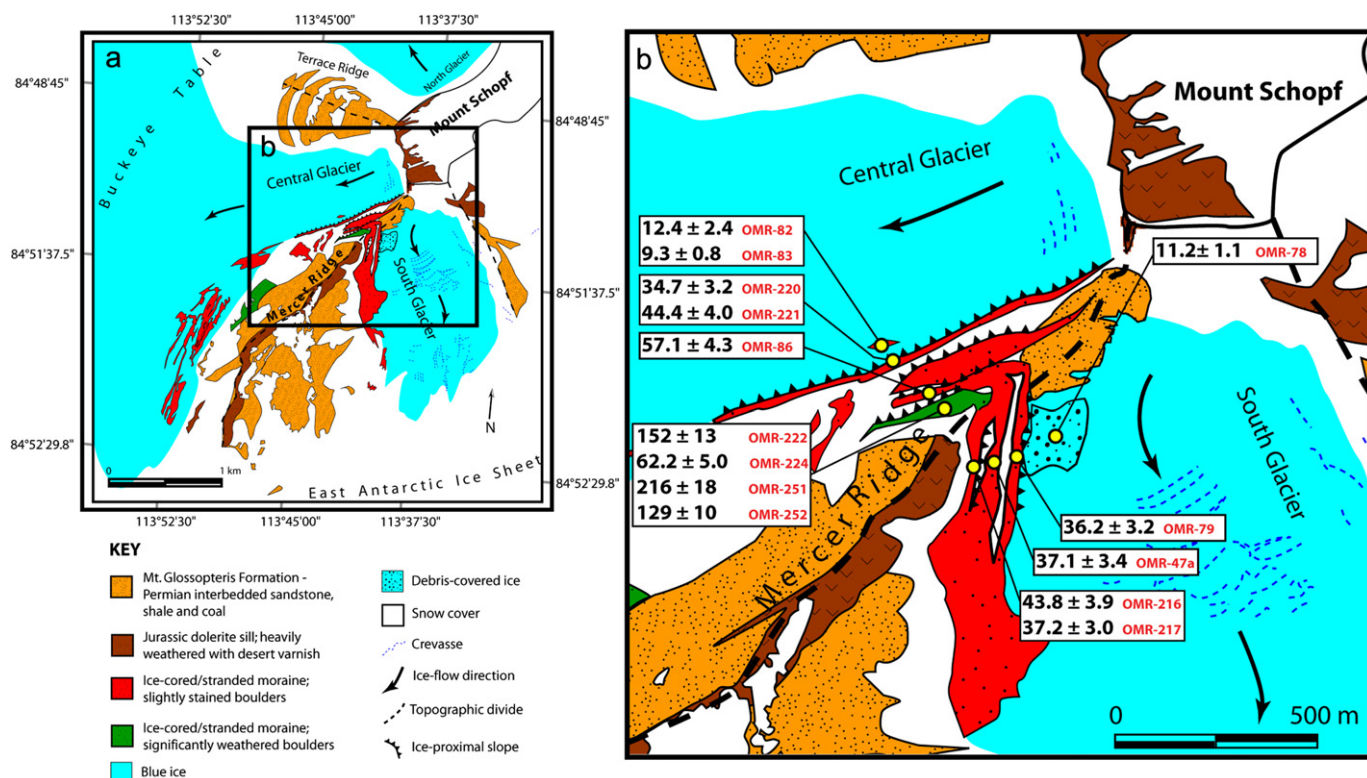 113°52'30"
113°45'00"
113°37'30"
a
84°48'45"
Buckeye Table
Terrace Ridge
North Glacier
Mount Schopf
84°48'45"
b
Central Glacier
84°51'37.5"
Mercer Ridge
South Glacier
84°51'37.5"
N
84°52'29.8"
0
1 km
East Antarctic Ice Sheet
84°52'29.8"
113°52'30"
113°45'00"
113°37'30"
KEY
Mt. Glossopteris Formation -
Permian interbedded sandstone,
shale and coal
Jurassic dolerite sill; heavily
weathered with desert varnish
Ice-cored/stranded moraine;
slightly stained boulders
Ice-cored/stranded moraine;
significantly weathered boulders
Blue ice
Debris-covered ice
Snow cover
Crevasse
Ice-flow direction
Topographic divide
Ice-proximal slope
b
Mount Schopf
Central Glacier
12.4 ± 2.4 OMR-82
9.3 ± 0.8 OMR-83
11.2± 1.1 OMR-78
34.7 ± 3.2 OMR-220
44.4 ± 4.0 OMR-221
57.1 ± 4.3 OMR-86
152 ± 13 OMR-222
62.2 ± 5.0 OMR-224
216 ± 18 OMR-251
129 ± 10 OMR-252
Mercer Ridge
South Glacier
36.2 ± 3.2 OMR-79
37.1 ± 3.4 OMR-47a
43.8 ± 3.9 OMR-216
37.2 ± 3.0 OMR-217
0
500 m